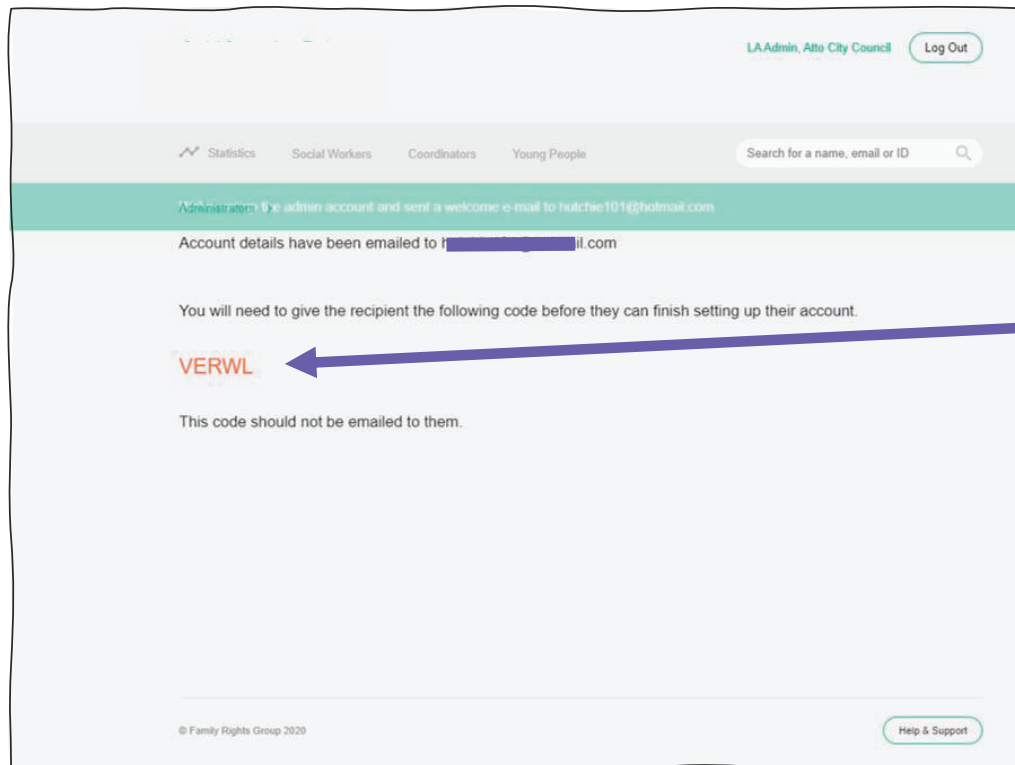 LA Admin, Atto City Council Log Out
Statistics Social Workers Coordinators Young People Search for a name, email or ID
Administrators the admin account and sent a welcome e-mail to hutchie101@hotmail.com
Account details have been emailed to il.com
You will need to give the recipient the following code before they can finish setting up their account.
VERWL
This code should not be emailed to them.
© Family Rights Group 2020 Help & Support